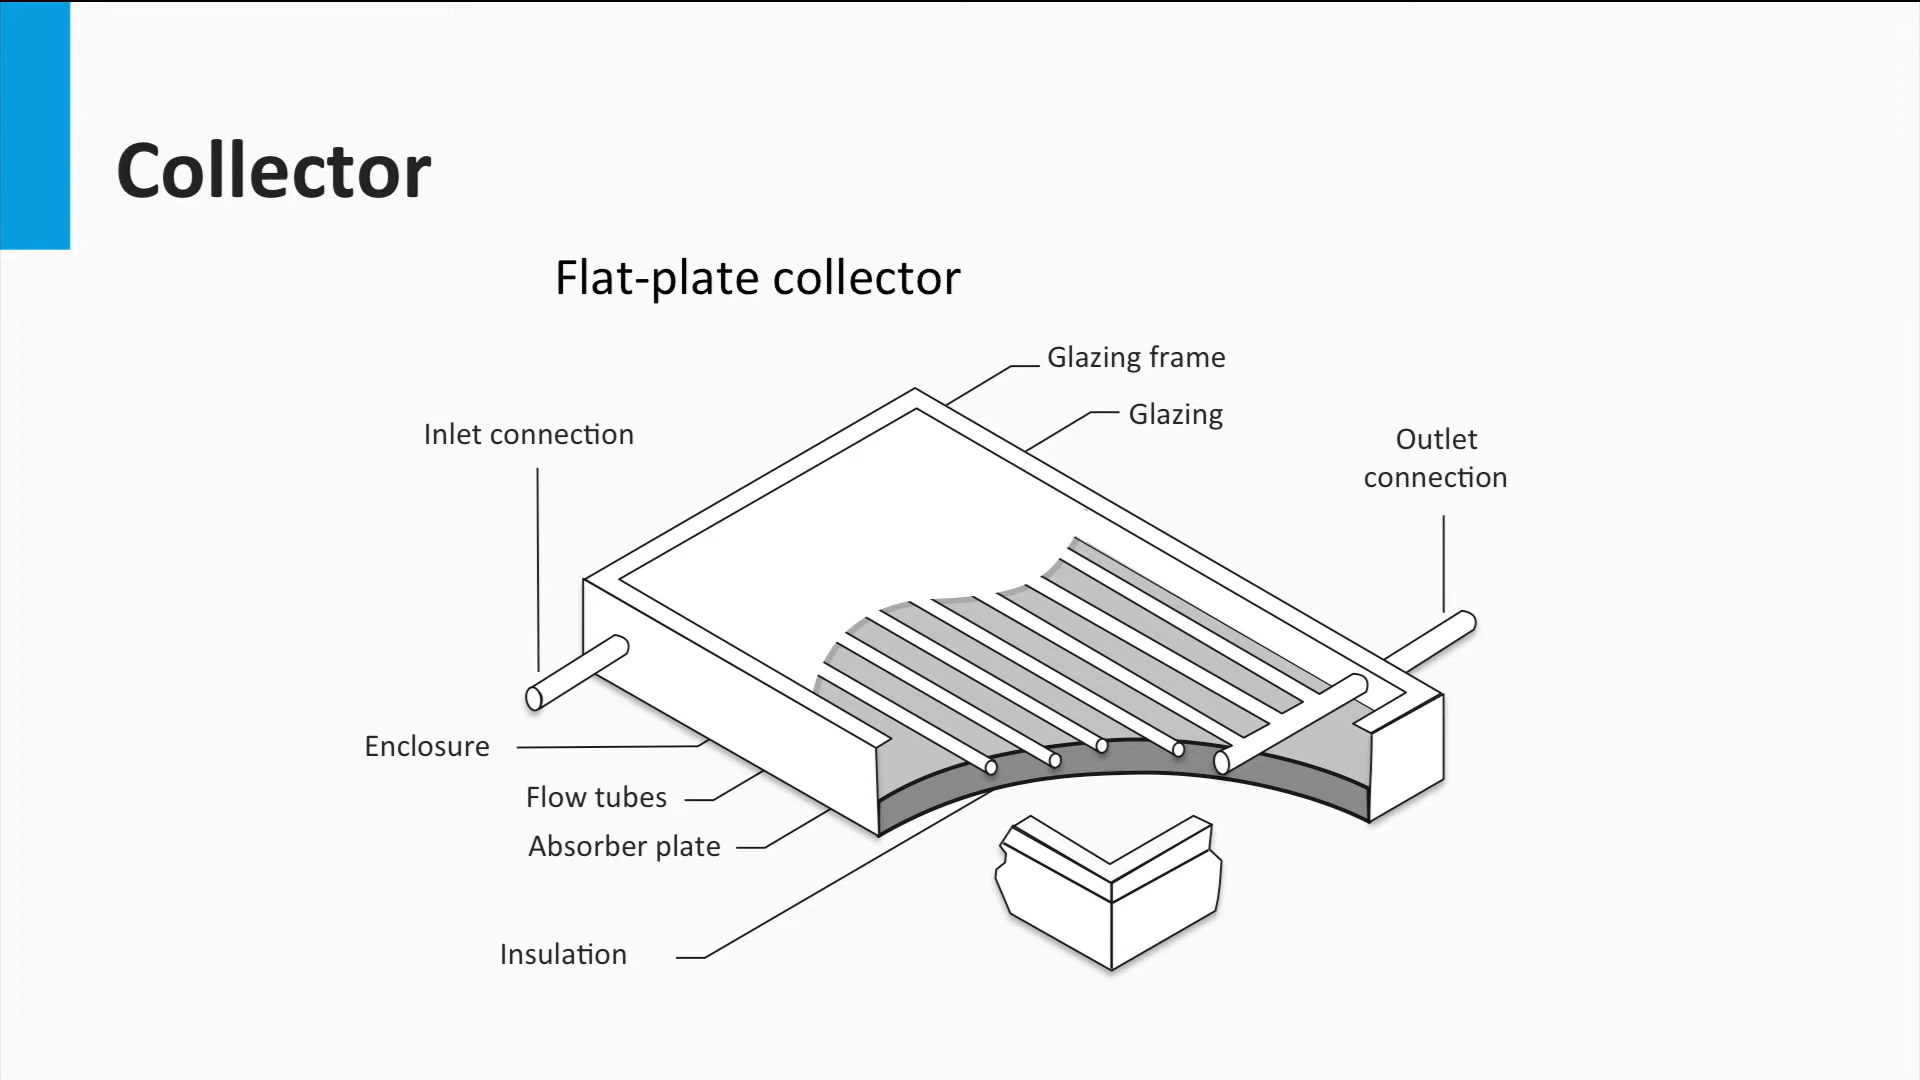 Collector
Flat-plate collector
Glazing frame
Glazing
Inlet connection
Outlet
connection
Enclosure
Flow tubes
Absorber plate
Insulation